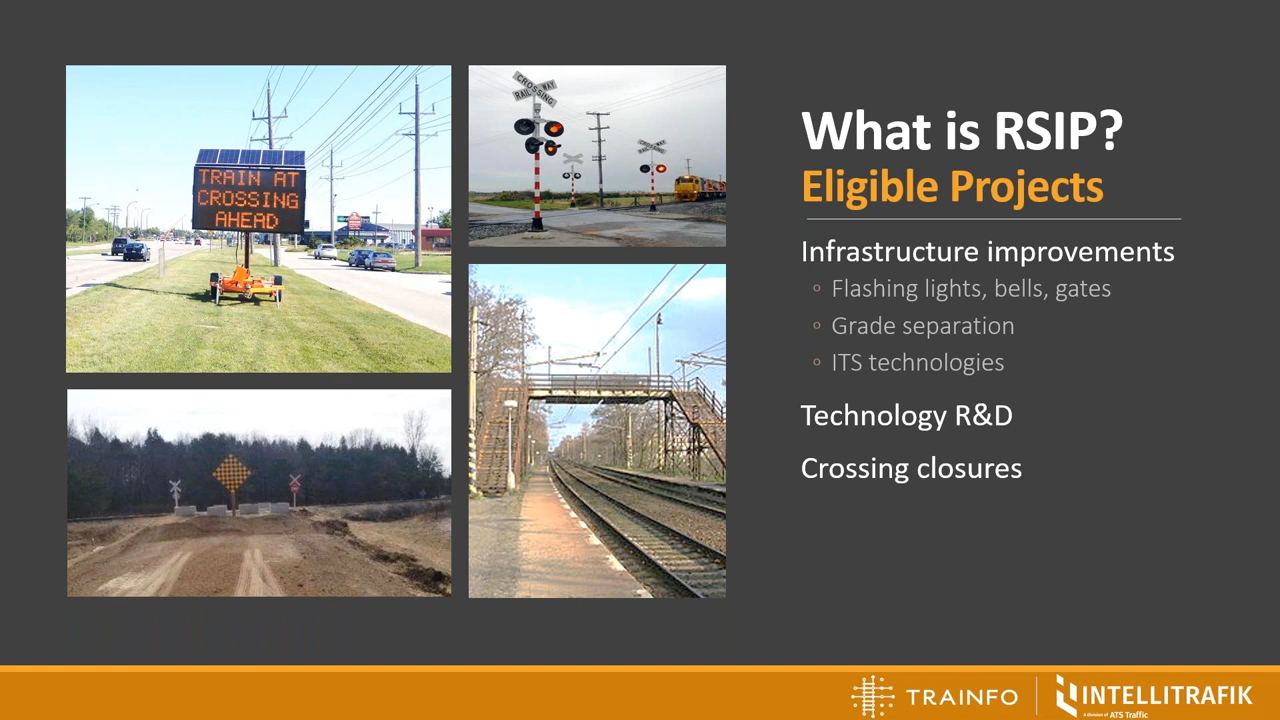 TRAIN AT
CROSSING
AHEAD
CROSSING
RAILWAY
What is RSIP?
Eligible Projects
Infrastructure improvements
◦ Flashing lights, bells, gates
◦ Grade separation
◦ ITS technologies
Technology R&D
Crossing closures
TRAINFO
INTELLITRAFIK
A Division of ATS Traffic